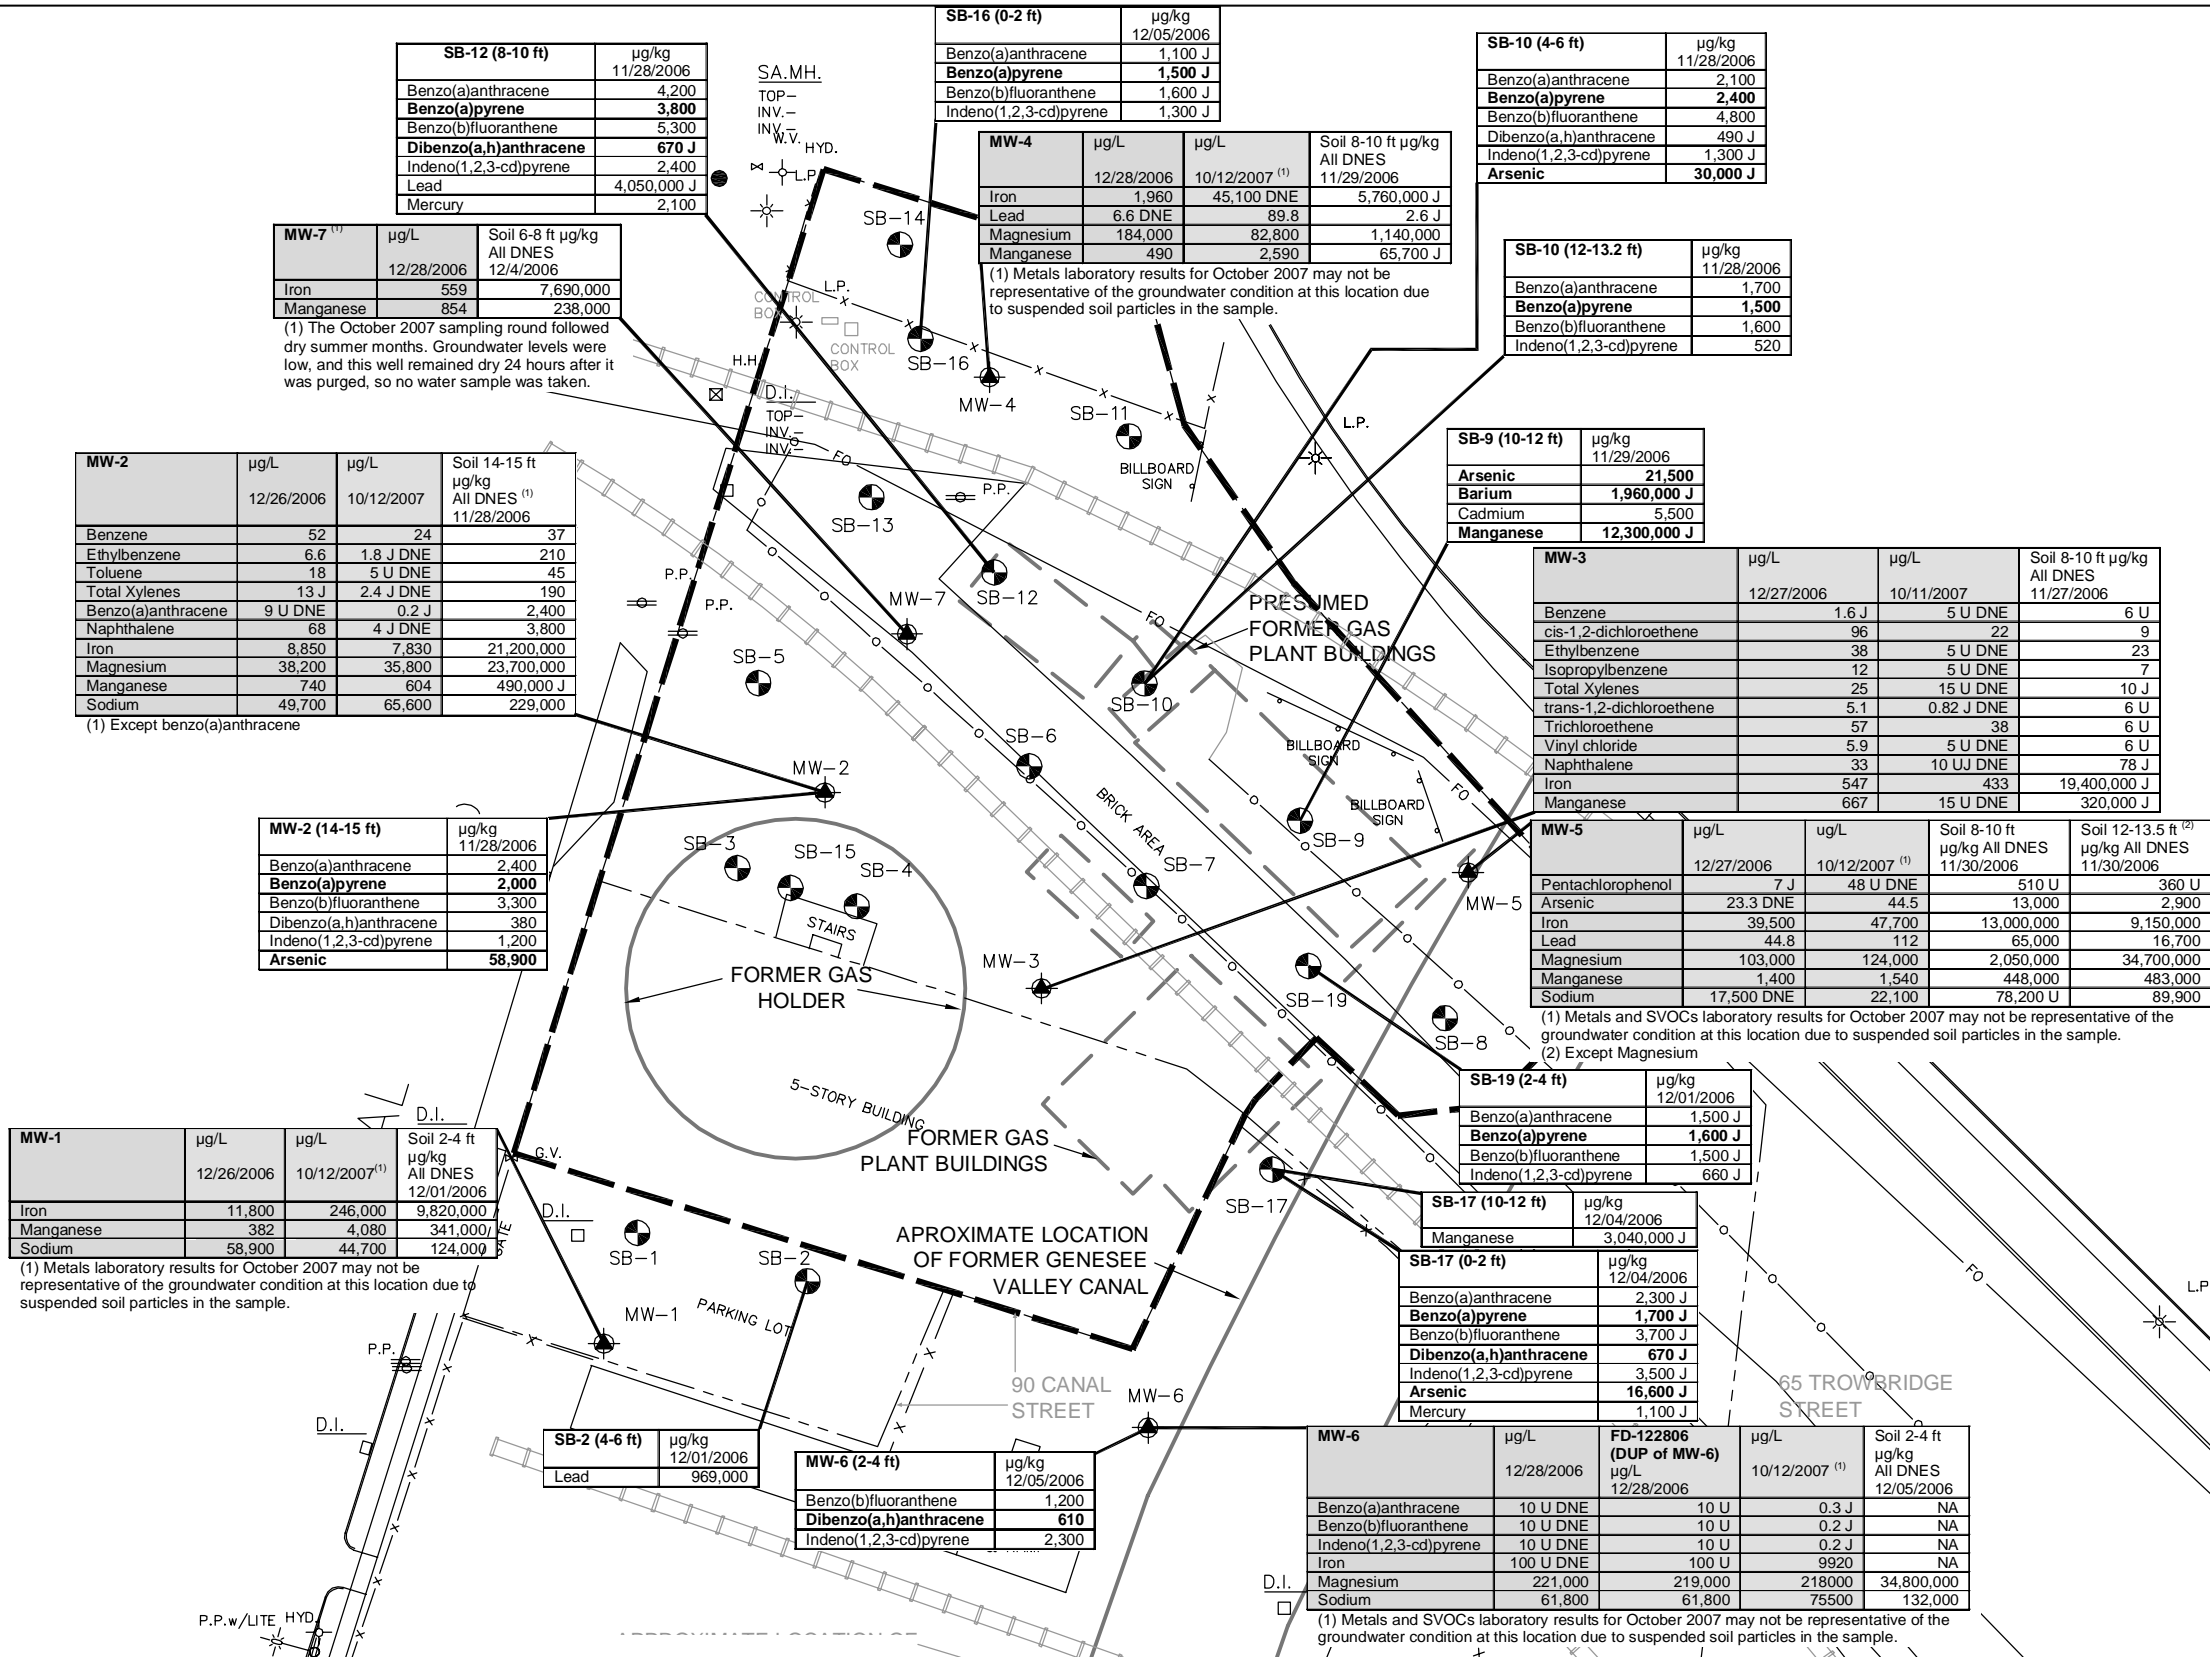 SB-16 (0-2 ft) µg/kg
12/05/2006
Benzo(a)anthracene 1,100 J
Benzo(a)pyrene 1,500 J
Benzo(b)fluoranthene 1,600 J
Indeno(1,2,3-cd)pyrene 1,300 J
SB-12 (8-10 ft) µg/kg
11/28/2006
Benzo(a)anthracene 4,200
Benzo(a)pyrene 3,800
Benzo(b)fluoranthene 5,300
Dibenzo(a,h)anthracene 670 J
Indeno(1,2,3-cd)pyrene 2,400
Lead 4,050,000 J
Mercury 2,100
SB-10 (4-6 ft) µg/kg
11/28/2006
Benzo(a)anthracene 2,100
Benzo(a)pyrene 2,400
Benzo(b)fluoranthene 4,800
Dibenzo(a,h)anthracene 490 J
Indeno(1,2,3-cd)pyrene 1,300 J
Arsenic 30,000 J
SA.MH.
TOP-
INV.-
INV.-
W.V.
HYD.
L.P.
MW-4 µg/L µg/L Soil 8-10 ft µg/kg
All DNES
12/28/2006 10/12/2007 (1) 11/29/2006
Iron 1,960 45,100 DNE 5,760,000 J
Lead 6.6 DNE 89.8 2.6 J
Magnesium 184,000 82,800 1,140,000
Manganese 490 2,590 65,700 J
(1) Metals laboratory results for October 2007 may not be
representative of the groundwater condition at this location due
to suspended soil particles in the sample.
MW-7 (1) µg/L Soil 6-8 ft µg/kg
All DNES
12/28/2006 12/4/2006
Iron 559 7,690,000
Manganese 854 238,000
(1) The October 2007 sampling round followed
dry summer months. Groundwater levels were
low, and this well remained dry 24 hours after it
was purged, so no water sample was taken.
SB-10 (12-13.2 ft) µg/kg
11/28/2006
Benzo(a)anthracene 1,700
Benzo(a)pyrene 1,500
Benzo(b)fluoranthene 1,600
Indeno(1,2,3-cd)pyrene 520
SB-14
L.P.
CONTROL
BOX
CONTROL
BOX
SB-16
MW-4
H.H
D.I.
TOP-
INV.-
INV.-
SB-11
L.P.
BILLBOARD
SIGN
FO
P.P.
SB-13
SB-9 (10-12 ft) µg/kg
11/29/2006
Arsenic 21,500
Barium 1,960,000 J
Cadmium 5,500
Manganese 12,300,000 J
MW-2 µg/L µg/L Soil 14-15 ft
µg/kg
12/26/2006 10/12/2007 All DNES (1)
11/28/2006
Benzene 52 24 37
Ethylbenzene 6.6 1.8 J DNE 210
Toluene 18 5 U DNE 45
Total Xylenes 13 J 2.4 J DNE 190
Benzo(a)anthracene 9 U DNE 0.2 J 2,400
Naphthalene 68 4 J DNE 3,800
Iron 8,850 7,830 21,200,000
Magnesium 38,200 35,800 23,700,000
Manganese 740 604 490,000 J
Sodium 49,700 65,600 229,000
(1) Except benzo(a)anthracene
MW-3 µg/L µg/L Soil 8-10 ft µg/kg
All DNES
12/27/2006 10/11/2007 11/27/2006
Benzene 1.6 J 5 U DNE 6 U
cis-1,2-dichloroethene 96 22 9
Ethylbenzene 38 5 U DNE 23
Isopropylbenzene 12 5 U DNE 7
Total Xylenes 25 15 U DNE 10 J
trans-1,2-dichloroethene 5.1 0.82 J DNE 6 U
Trichloroethene 57 38 6 U
Vinyl chloride 5.9 5 U DNE 6 U
Naphthalene 33 10 UJ DNE 78 J
Iron 547 433 19,400,000 J
Manganese 667 15 U DNE 320,000 J
P.P.
P.P.
MW-7
SB-12
FO
PRESUMED
FORMER GAS
PLANT BUILDINGS
SB-5
SB-10
SB-6
MW-2
BILLBOARD
SIGN
BILLBOARD
SIGN
FO
BRICK AREA
SB-9
SB-7
MW-5
MW-2 (14-15 ft) µg/kg
11/28/2006
Benzo(a)anthracene 2,400
Benzo(a)pyrene 2,000
Benzo(b)fluoranthene 3,300
Dibenzo(a,h)anthracene 380
Indeno(1,2,3-cd)pyrene 1,200
Arsenic 58,900
SB-3
SB-15
SB-4
STAIRS
FORMER GAS
HOLDER
MW-3
SB-19
SB-8
MW-5 µg/L ug/L Soil 8-10 ft Soil 12-13.5 ft (2)
µg/kg All DNES µg/kg All DNES
12/27/2006 10/12/2007 (1) 11/30/2006 11/30/2006
Pentachlorophenol 7 J 48 U DNE 510 U 360 U
Arsenic 23.3 DNE 44.5 13,000 2,900
Iron 39,500 47,700 13,000,000 9,150,000
Lead 44.8 112 65,000 16,700
Magnesium 103,000 124,000 2,050,000 34,700,000
Manganese 1,400 1,540 448,000 483,000
Sodium 17,500 DNE 22,100 78,200 U 89,900
(1) Metals and SVOCs laboratory results for October 2007 may not be representative of the
groundwater condition at this location due to suspended soil particles in the sample.
(2) Except Magnesium
5-STORY BUILDING
FORMER GAS
PLANT BUILDINGS
SB-19 (2-4 ft) µg/kg
12/01/2006
Benzo(a)anthracene 1,500 J
Benzo(a)pyrene 1,600 J
Benzo(b)fluoranthene 1,500 J
Indeno(1,2,3-cd)pyrene 660 J
D.I.
G.V.
MW-1 µg/L µg/L Soil 2-4 ft
µg/kg
12/26/2006 10/12/2007(1) All DNES
12/01/2006
Iron 11,800 246,000 9,820,000
Manganese 382 4,080 341,000
Sodium 58,900 44,700 124,000
(1) Metals laboratory results for October 2007 may not be
representative of the groundwater condition at this location due to
suspended soil particles in the sample.
D.I.
SB-1
SB-2
MW-1
PARKING LOT
SB-17
APROXIMATE LOCATION
OF FORMER GENESEE
VALLEY CANAL
SB-17 (10-12 ft) µg/kg
12/04/2006
Manganese 3,040,000 J
SB-17 (0-2 ft) µg/kg
12/04/2006
Benzo(a)anthracene 2,300 J
Benzo(a)pyrene 1,700 J
Benzo(b)fluoranthene 3,700 J
Dibenzo(a,h)anthracene 670 J
Indeno(1,2,3-cd)pyrene 3,500 J
Arsenic 16,600 J
Mercury 1,100 J
FO
L.P
P.P.
90 CANAL
STREET
MW-6
65 TROWBRIDGE
STREET
D.I.
SB-2 (4-6 ft) µg/kg
12/01/2006
Lead 969,000
MW-6 (2-4 ft) µg/kg
12/05/2006
Benzo(b)fluoranthene 1,200
Dibenzo(a,h)anthracene 610
Indeno(1,2,3-cd)pyrene 2,300
MW-6 µg/L FD-122806 µg/L Soil 2-4 ft
(DUP of MW-6) µg/kg
12/28/2006 µg/L 10/12/2007 (1) All DNES
12/28/2006 12/05/2006
Benzo(a)anthracene 10 U DNE 10 U 0.3 J NA
Benzo(b)fluoranthene 10 U DNE 10 U 0.2 J NA
Indeno(1,2,3-cd)pyrene 10 U DNE 10 U 0.2 J NA
Iron 100 U DNE 100 U 9920 NA
Magnesium 221,000 219,000 218000 34,800,000
Sodium 61,800 61,800 75500 132,000
(1) Metals and SVOCs laboratory results for October 2007 may not be representative of the
groundwater condition at this location due to suspended soil particles in the sample.
D.I.
P.P.w/LITE HYD.
APPROXIMATE LOCATION OF